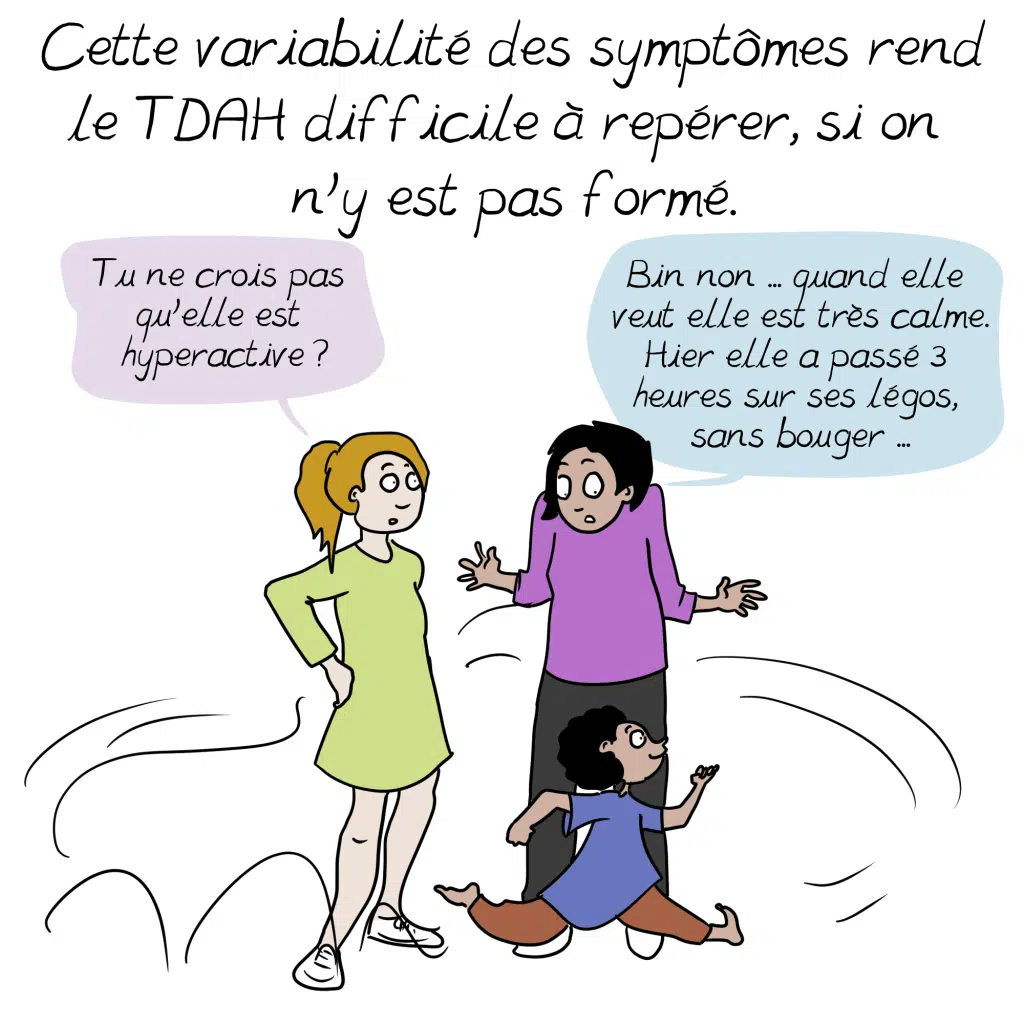 Cette variabilité des symptômes rend
le TDAH difficile à repérer, si on
n'y est pas formé.
Tu ne crois pas
qu'elle est
hyperactive ?
Bin non ... quand elle
veut elle est très calme.
Hier elle a passé 3
heures sur ses légos,
sans bouger ...